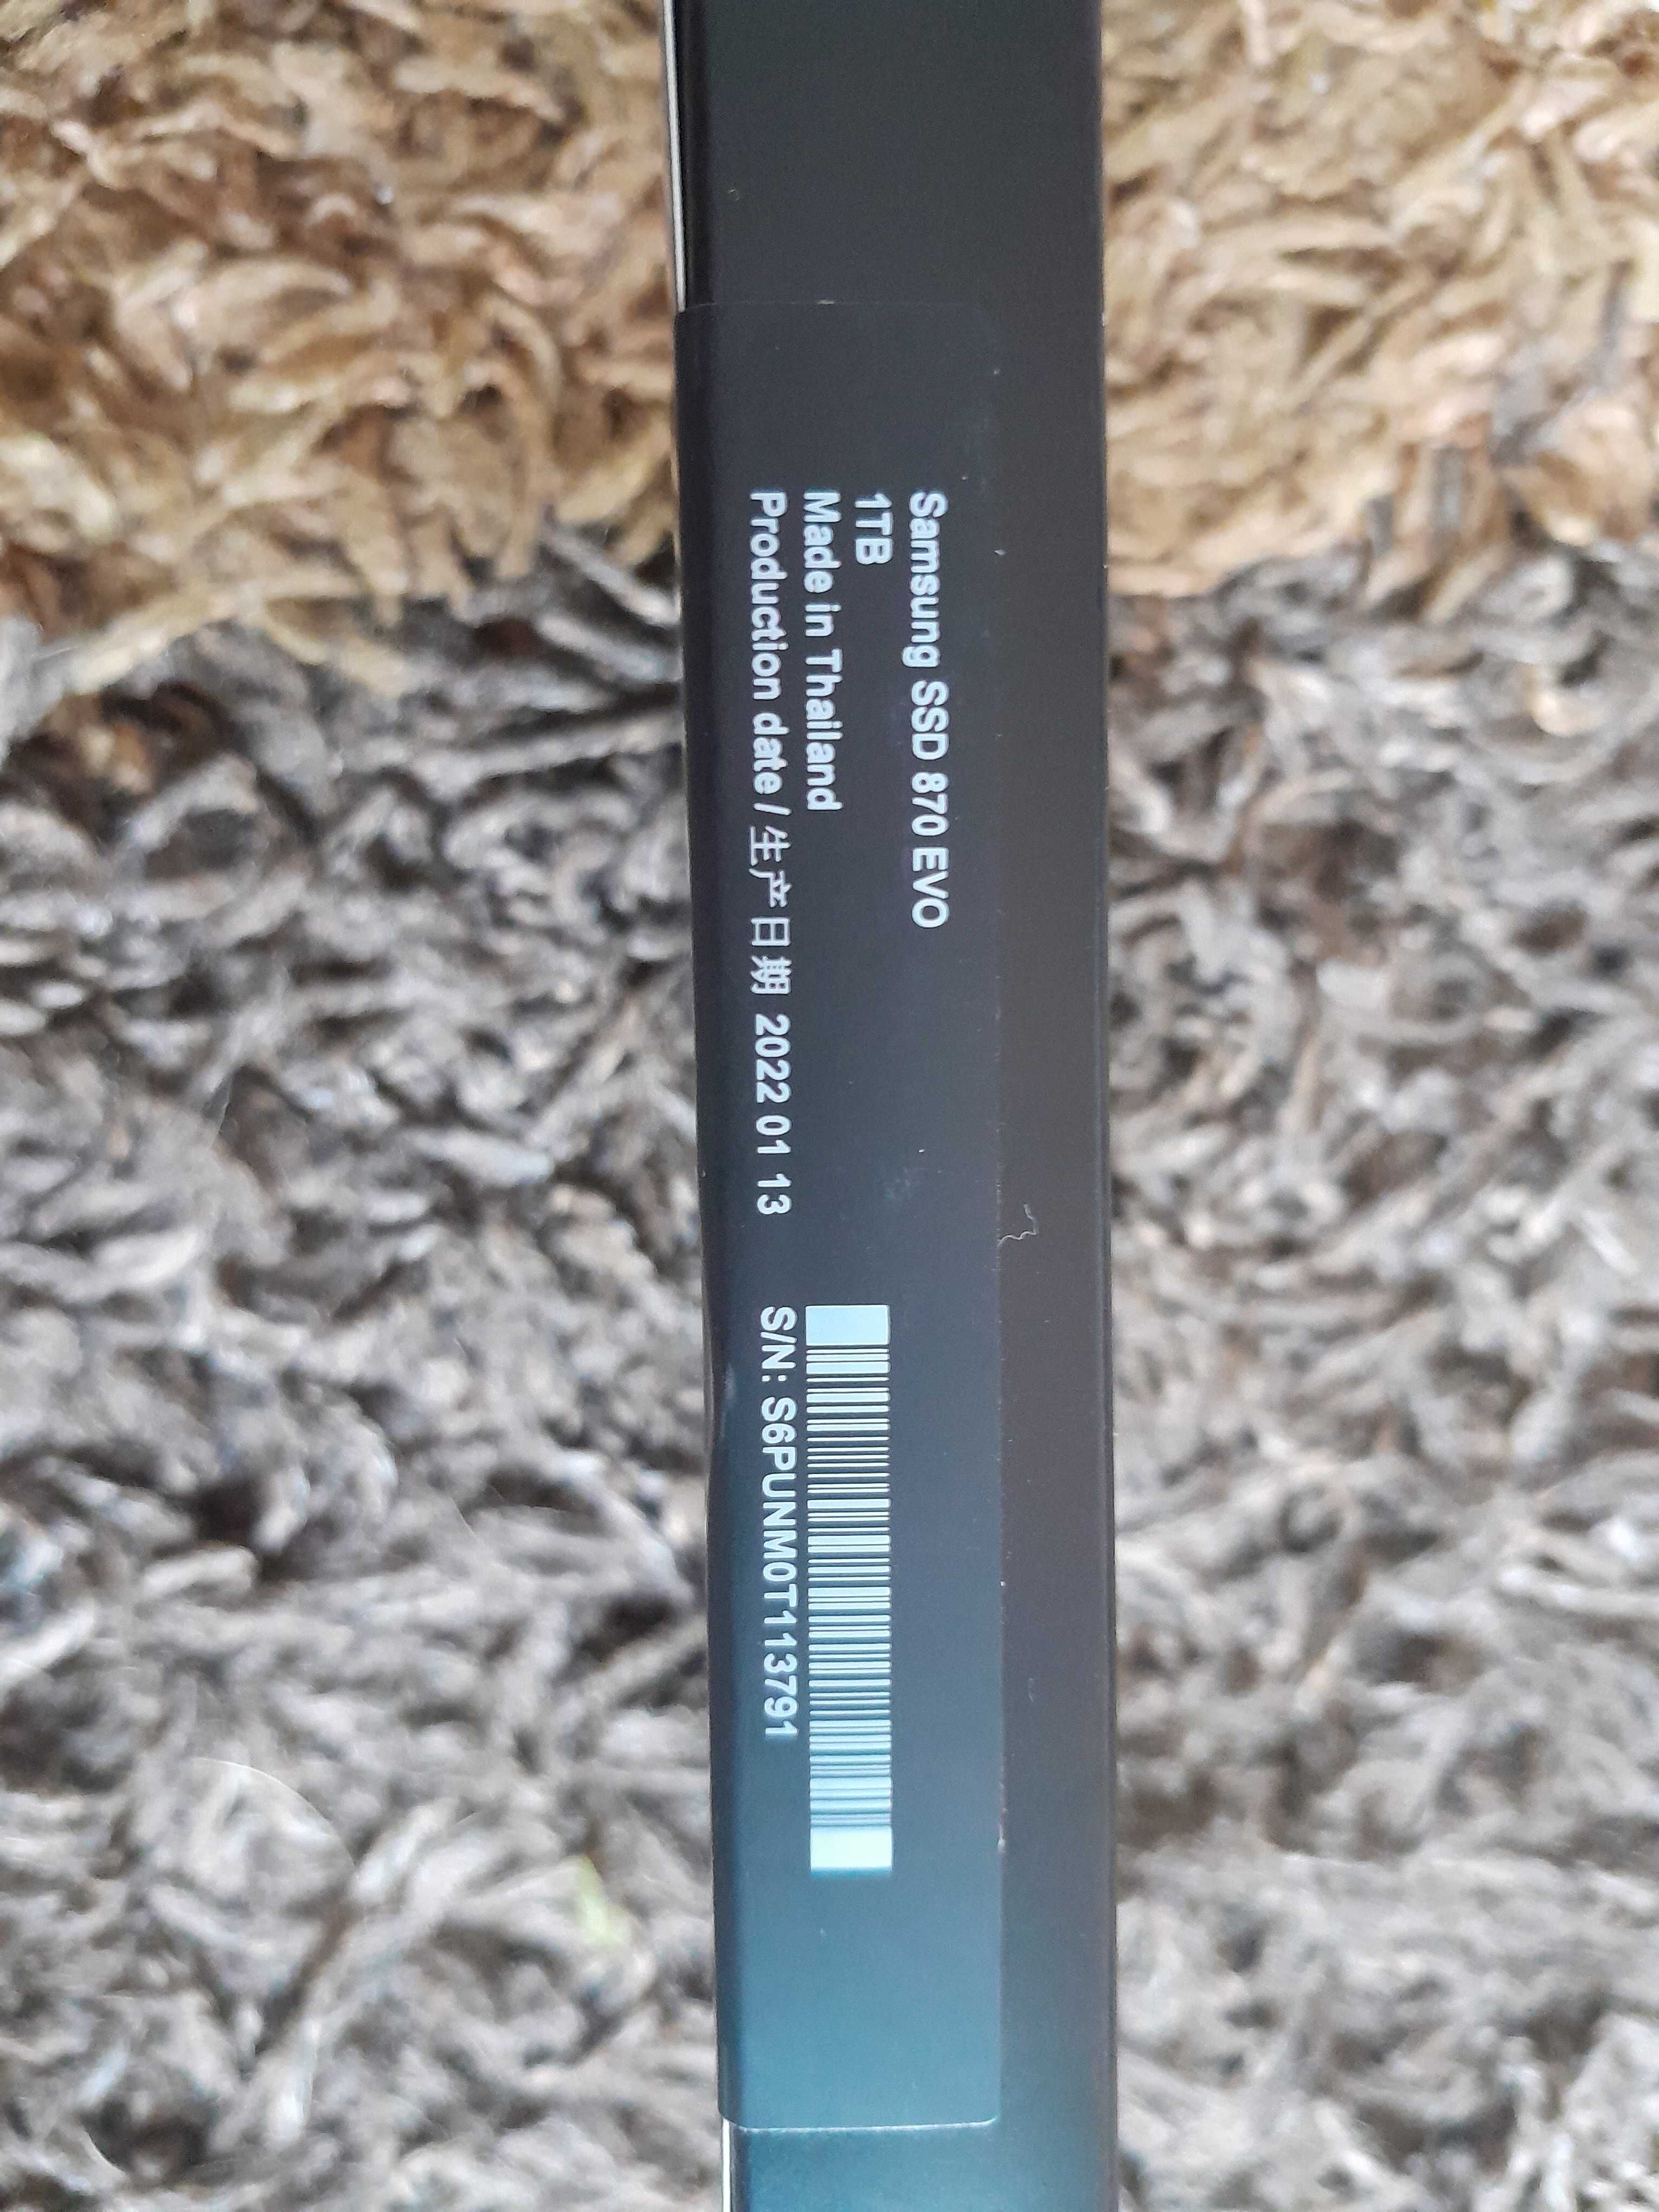 Samsung SSD 870 EVO
1TB
Made in Thailand
Production date / 生产日期 2022 01 13
S/N: S6PUNM0T113791